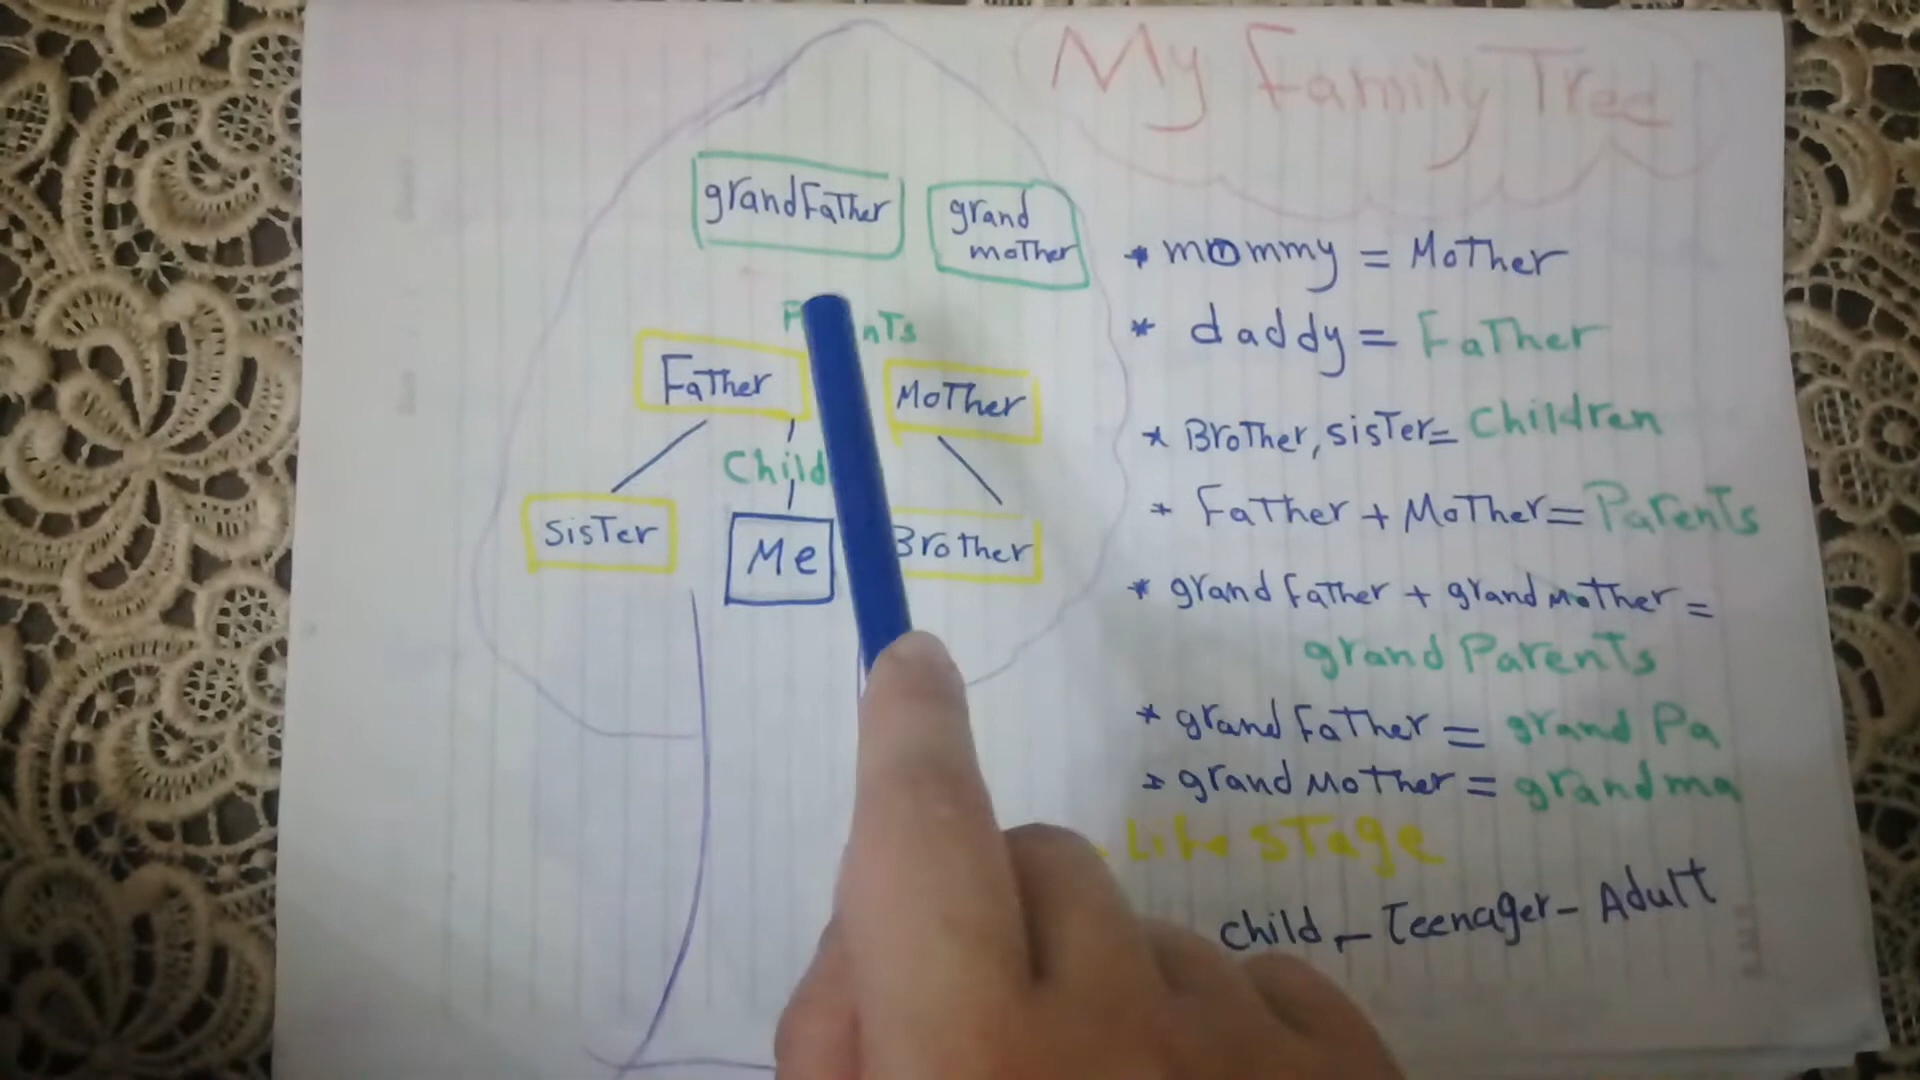 My Family Tree
grandFather
grand
mother
Father
Mother
Child
Sister
Me
Brother
* mommy = Mother
* daddy = Father
* Brother, sister = Children
* Father + Mother = Parents
* grand father + grand mother =
grand Parents
* grand father = grand Pa
* grand Mother = grandma
Life stage
child - Teenager - Adult